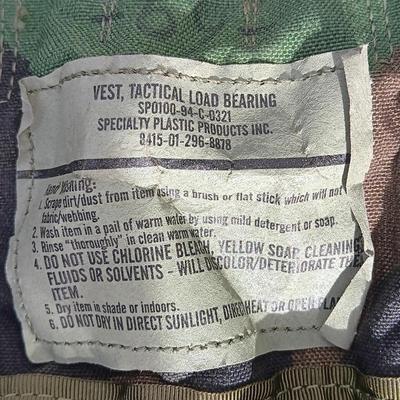 VEST, TACTICAL LOAD BEARING
SPO100-94-C-0321
SPECIALTY PLASTIC PRODUCTS INC.
8415-01-296-8878
Hand Washing:
1. Scrape dirt/dust from item using a brush or flat stick which will not
fabric/webbing.
2. Wash item in a pail of warm water by using mild detergent or soap.
3. Rinse "thoroughly" in clean warm water.
4. DO NOT USE CHLORINE BLEACH, YELLOW SOAP, CLEANING
FLUIDS OR SOLVENTS - WILL DISCOLOR/DETERIORATE THE
ITEM.
5. Dry item in shade or indoors.
6. DO NOT DRY IN DIRECT SUNLIGHT, DIRECT HEAT OR OPEN FLAME